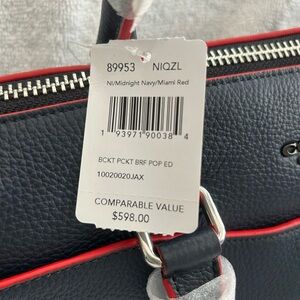 89953 NIQZL
NI/Midnight Navy/Miami Red
1 93971 90038 4
BCKT PCKT BRF POP ED
10020020JAX
COMPARABLE VALUE
$598.00